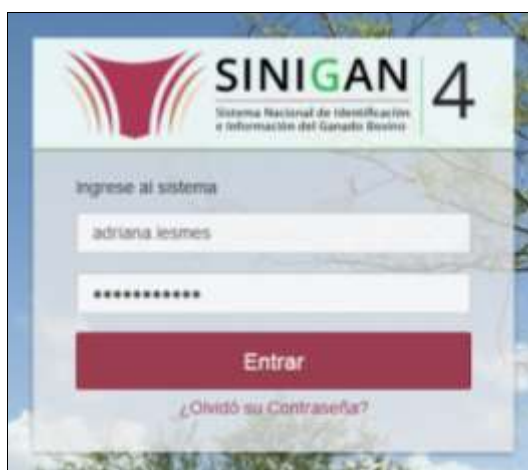 SINIGAN 4
Sistema Nacional de Identificación
e Información del Ganado Bovino
Ingrese al sistema
adriana.lesmes
•••••••••••
Entrar
¿Olvidó su Contraseña?